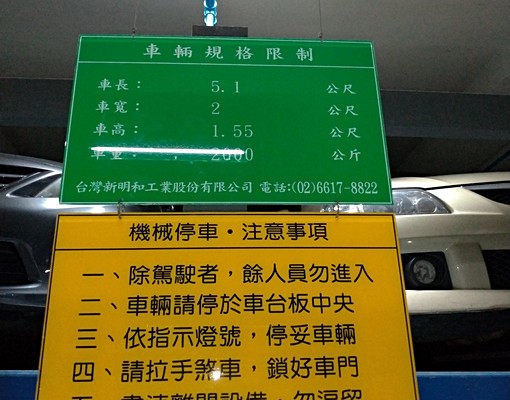 車輛規格限制
車長： 5.1 公尺
車寬： 2 公尺
車高： 1.55 公尺
車重： 2600 公斤
台灣新明和工業股份有限公司 電話:(02)6617-8822
機械停車・注意事項
一、除駕駛者，餘人員勿進入
二、車輛請停於車台板中央
三、依指示燈號，停妥車輛
四、請拉手煞車，鎖好車門